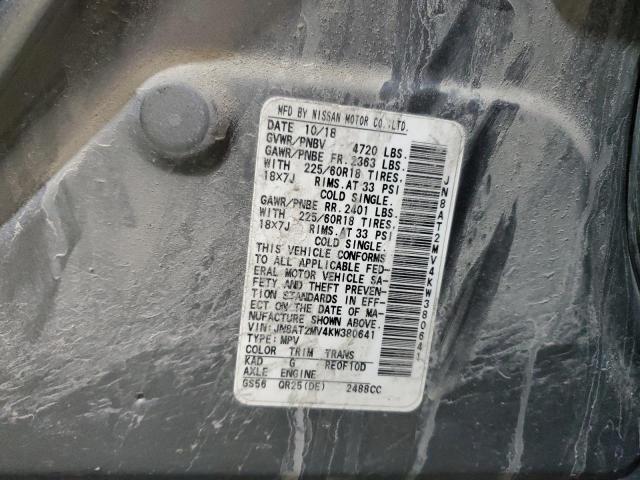 MFD BY NISSAN MOTOR CO.,LTD.
DATE 10/18
GVWR/PNBV 4720 LBS.
GAWR/PNBE FR. 2363 LBS.
WITH 225/60R18 TIRES.
18X7J RIMS. AT 33 PSI
COLD SINGLE.
GAWR/PNBE RR. 2401 LBS.
WITH 225/60R18 TIRES.
18X7J RIMS. AT 33 PSI
COLD SINGLE.
THIS VEHICLE CONFORMS
TO ALL APPLICABLE FED-
ERAL MOTOR VEHICLE SA-
FETY AND THEFT PREVEN-
TION STANDARDS IN EFF-
ECT ON THE DATE OF MA-
NUFACTURE SHOWN ABOVE.
VIN:JN8AT2MV4KW380641
TYPE: MPV
COLOR TRIM TRANS
KAD G RE0F10D
AXLE ENGINE
GS56 QR25(DE) 2488CC
JN8AT2MV4KW380641